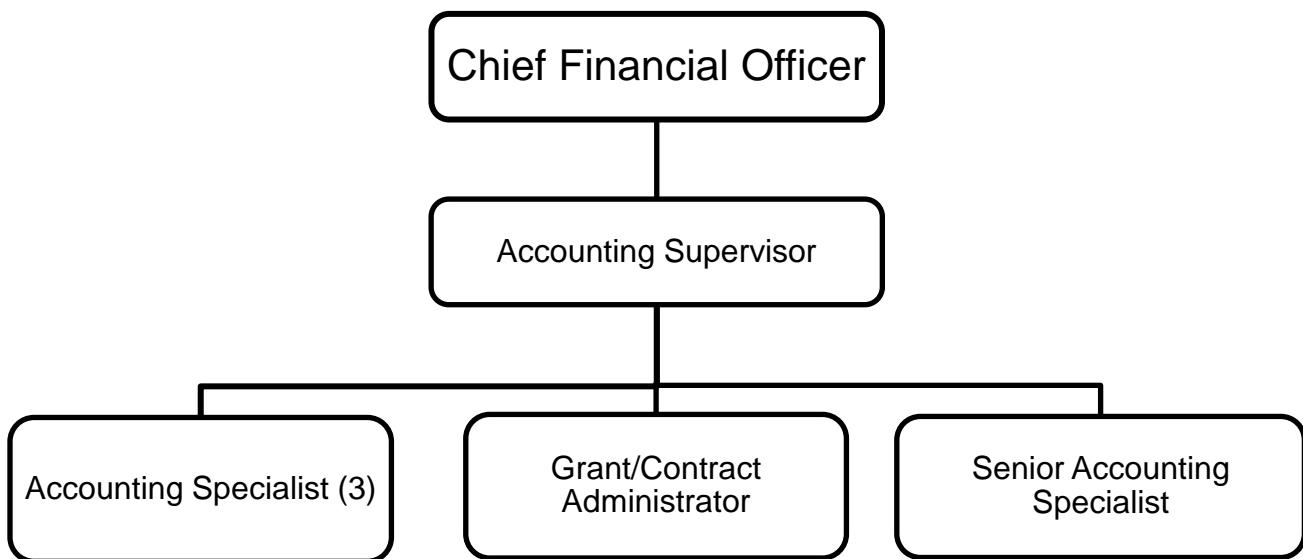 Chief Financial Officer
Accounting Supervisor
Accounting Specialist (3)
Grant/Contract
Administrator
Senior Accounting
Specialist